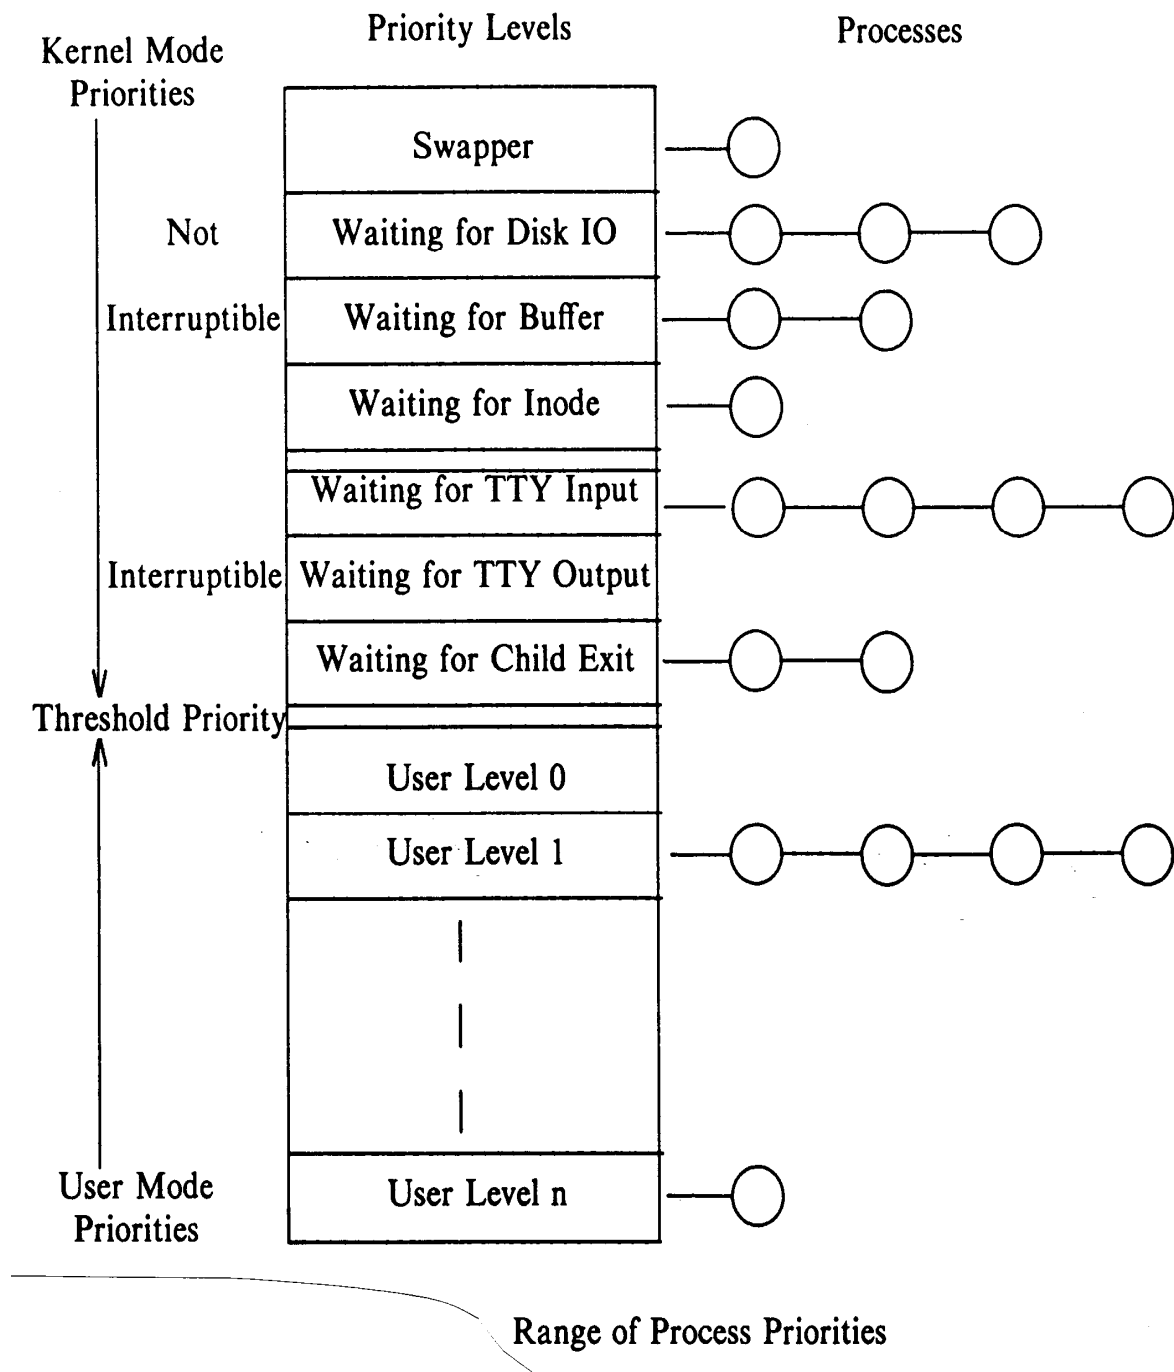 Kernel Mode
Priorities
Priority Levels
Processes
Swapper
Not
Waiting for Disk IO
Interruptible
Waiting for Buffer
Waiting for Inode
Waiting for TTY Input
Interruptible
Waiting for TTY Output
Waiting for Child Exit
Threshold Priority
User Level 0
User Level 1
User Mode
Priorities
User Level n
Range of Process Priorities